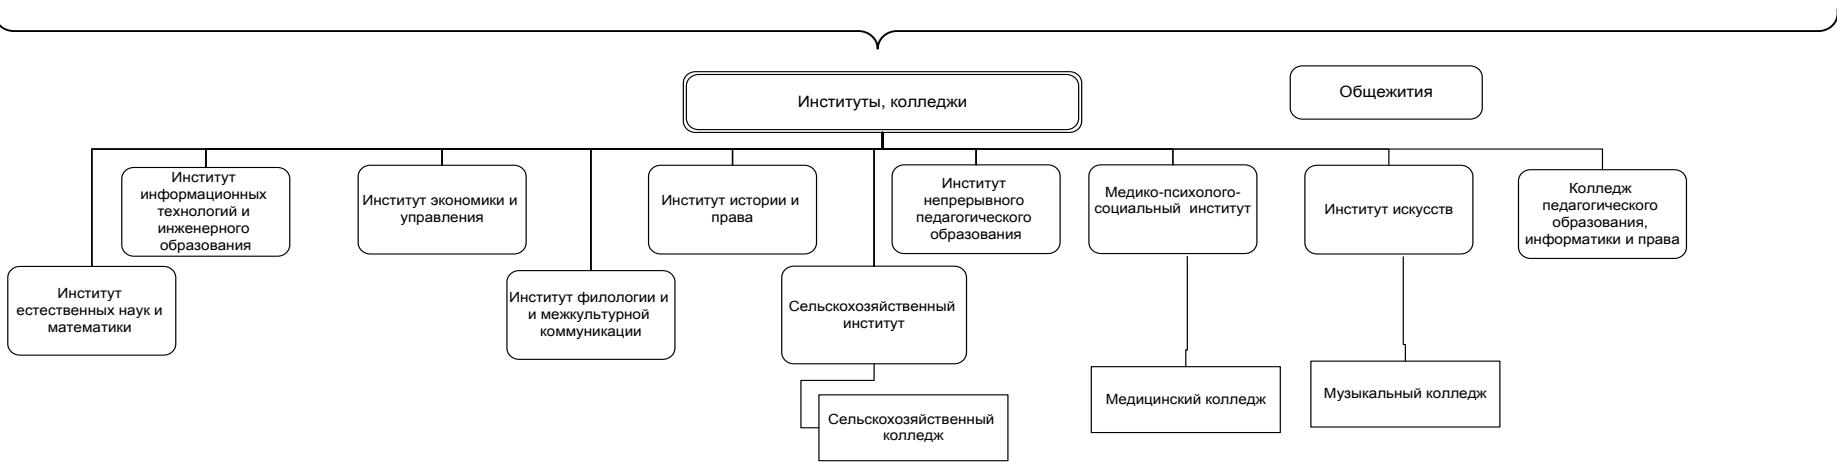 Институты, колледжи
Общежития
Институт
информационных
технологий и
инженерного
образования
Институт экономики и
управления
Институт истории и
права
Институт
непрерывного
педагогического
образования
Медико-психолого-
социальный институт
Институт искусств
Колледж
педагогического
образования,
информатики и права
Институт
естественных наук и
математики
Институт филологии и
и межкультурной
коммуникации
Сельскохозяйственный
институт
Сельскохозяйственный
колледж
Медицинский колледж
Музыкальный колледж